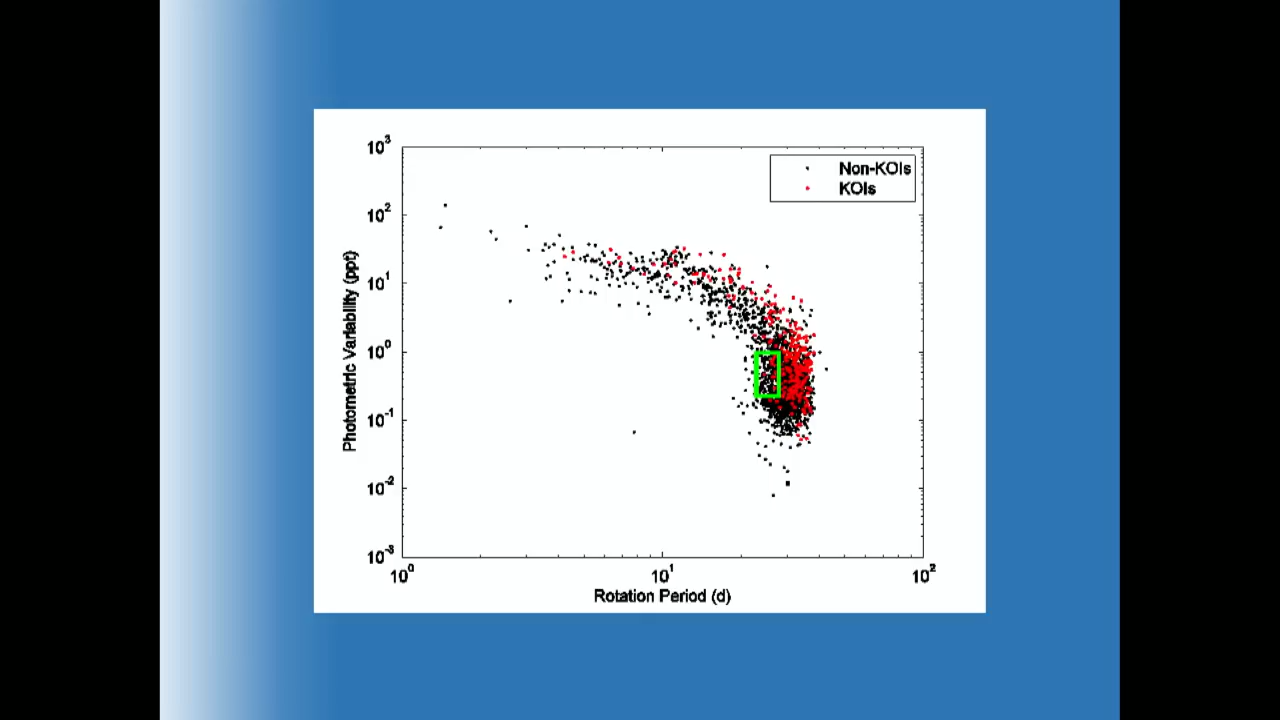 10³
Non-KOIs
KOIs
10²
10¹
10⁰
10⁻¹
10⁻²
10⁻³
Photometric Variability (ppt)
10⁰
10¹
10²
Rotation Period (d)